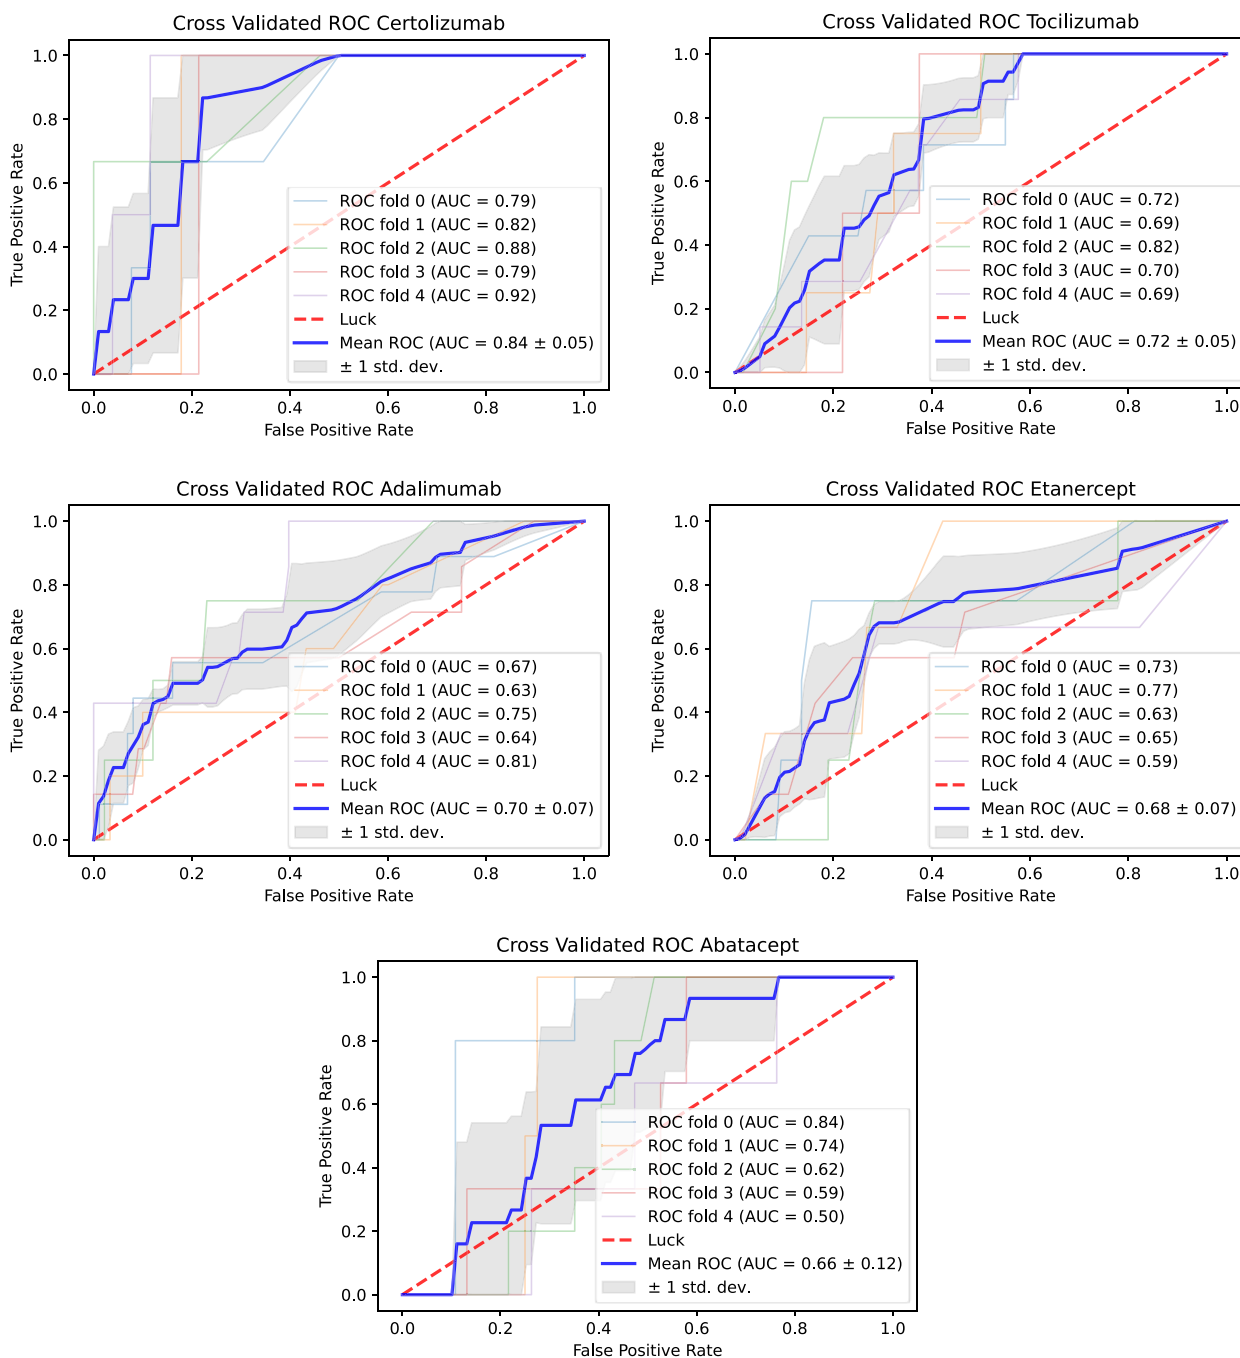 Cross Validated ROC Certolizumab
True Positive Rate
1.0
0.8
0.6
0.4
0.2
0.0
ROC fold 0 (AUC = 0.79)
ROC fold 1 (AUC = 0.82)
ROC fold 2 (AUC = 0.88)
ROC fold 3 (AUC = 0.79)
ROC fold 4 (AUC = 0.92)
Luck
Mean ROC (AUC = 0.84 ± 0.05)
± 1 std. dev.
0.0 0.2 0.4 0.6 0.8 1.0
False Positive Rate
Cross Validated ROC Tocilizumab
True Positive Rate
1.0
0.8
0.6
0.4
0.2
0.0
ROC fold 0 (AUC = 0.72)
ROC fold 1 (AUC = 0.69)
ROC fold 2 (AUC = 0.82)
ROC fold 3 (AUC = 0.70)
ROC fold 4 (AUC = 0.69)
Luck
Mean ROC (AUC = 0.72 ± 0.05)
± 1 std. dev.
0.0 0.2 0.4 0.6 0.8 1.0
False Positive Rate
Cross Validated ROC Adalimumab
True Positive Rate
1.0
0.8
0.6
0.4
0.2
0.0
ROC fold 0 (AUC = 0.67)
ROC fold 1 (AUC = 0.63)
ROC fold 2 (AUC = 0.75)
ROC fold 3 (AUC = 0.64)
ROC fold 4 (AUC = 0.81)
Luck
Mean ROC (AUC = 0.70 ± 0.07)
± 1 std. dev.
0.0 0.2 0.4 0.6 0.8 1.0
False Positive Rate
Cross Validated ROC Etanercept
True Positive Rate
1.0
0.8
0.6
0.4
0.2
0.0
ROC fold 0 (AUC = 0.73)
ROC fold 1 (AUC = 0.77)
ROC fold 2 (AUC = 0.63)
ROC fold 3 (AUC = 0.65)
ROC fold 4 (AUC = 0.59)
Luck
Mean ROC (AUC = 0.68 ± 0.07)
± 1 std. dev.
0.0 0.2 0.4 0.6 0.8 1.0
False Positive Rate
Cross Validated ROC Abatacept
True Positive Rate
1.0
0.8
0.6
0.4
0.2
0.0
ROC fold 0 (AUC = 0.84)
ROC fold 1 (AUC = 0.74)
ROC fold 2 (AUC = 0.62)
ROC fold 3 (AUC = 0.59)
ROC fold 4 (AUC = 0.50)
Luck
Mean ROC (AUC = 0.66 ± 0.12)
± 1 std. dev.
0.0 0.2 0.4 0.6 0.8 1.0
False Positive Rate